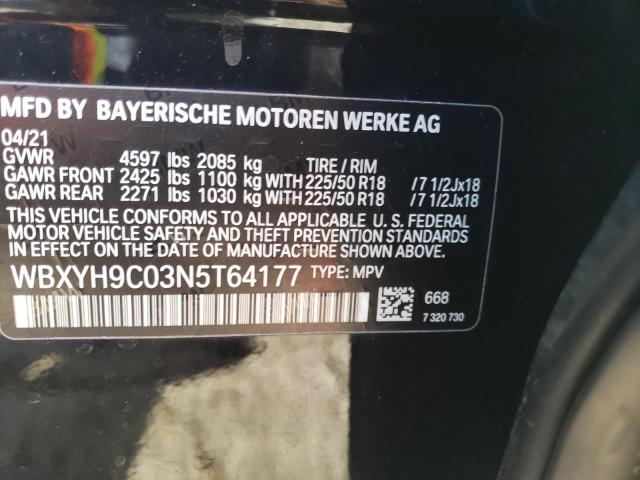 MFD BY BAYERISCHE MOTOREN WERKE AG
04/21
GVWR 4597 lbs 2085 kg TIRE / RIM
GAWR FRONT 2425 lbs 1100 kg WITH 225/50 R18 / 7 1/2Jx18
GAWR REAR 2271 lbs 1030 kg WITH 225/50 R18 / 7 1/2Jx18
THIS VEHICLE CONFORMS TO ALL APPLICABLE U. S. FEDERAL
MOTOR VEHICLE SAFETY AND THEFT PREVENTION STANDARDS
IN EFFECT ON THE DATE OF MANUFACTURE SHOWN ABOVE.
WBXYH9C03N5T64177 TYPE: MPV
668
7 320 730